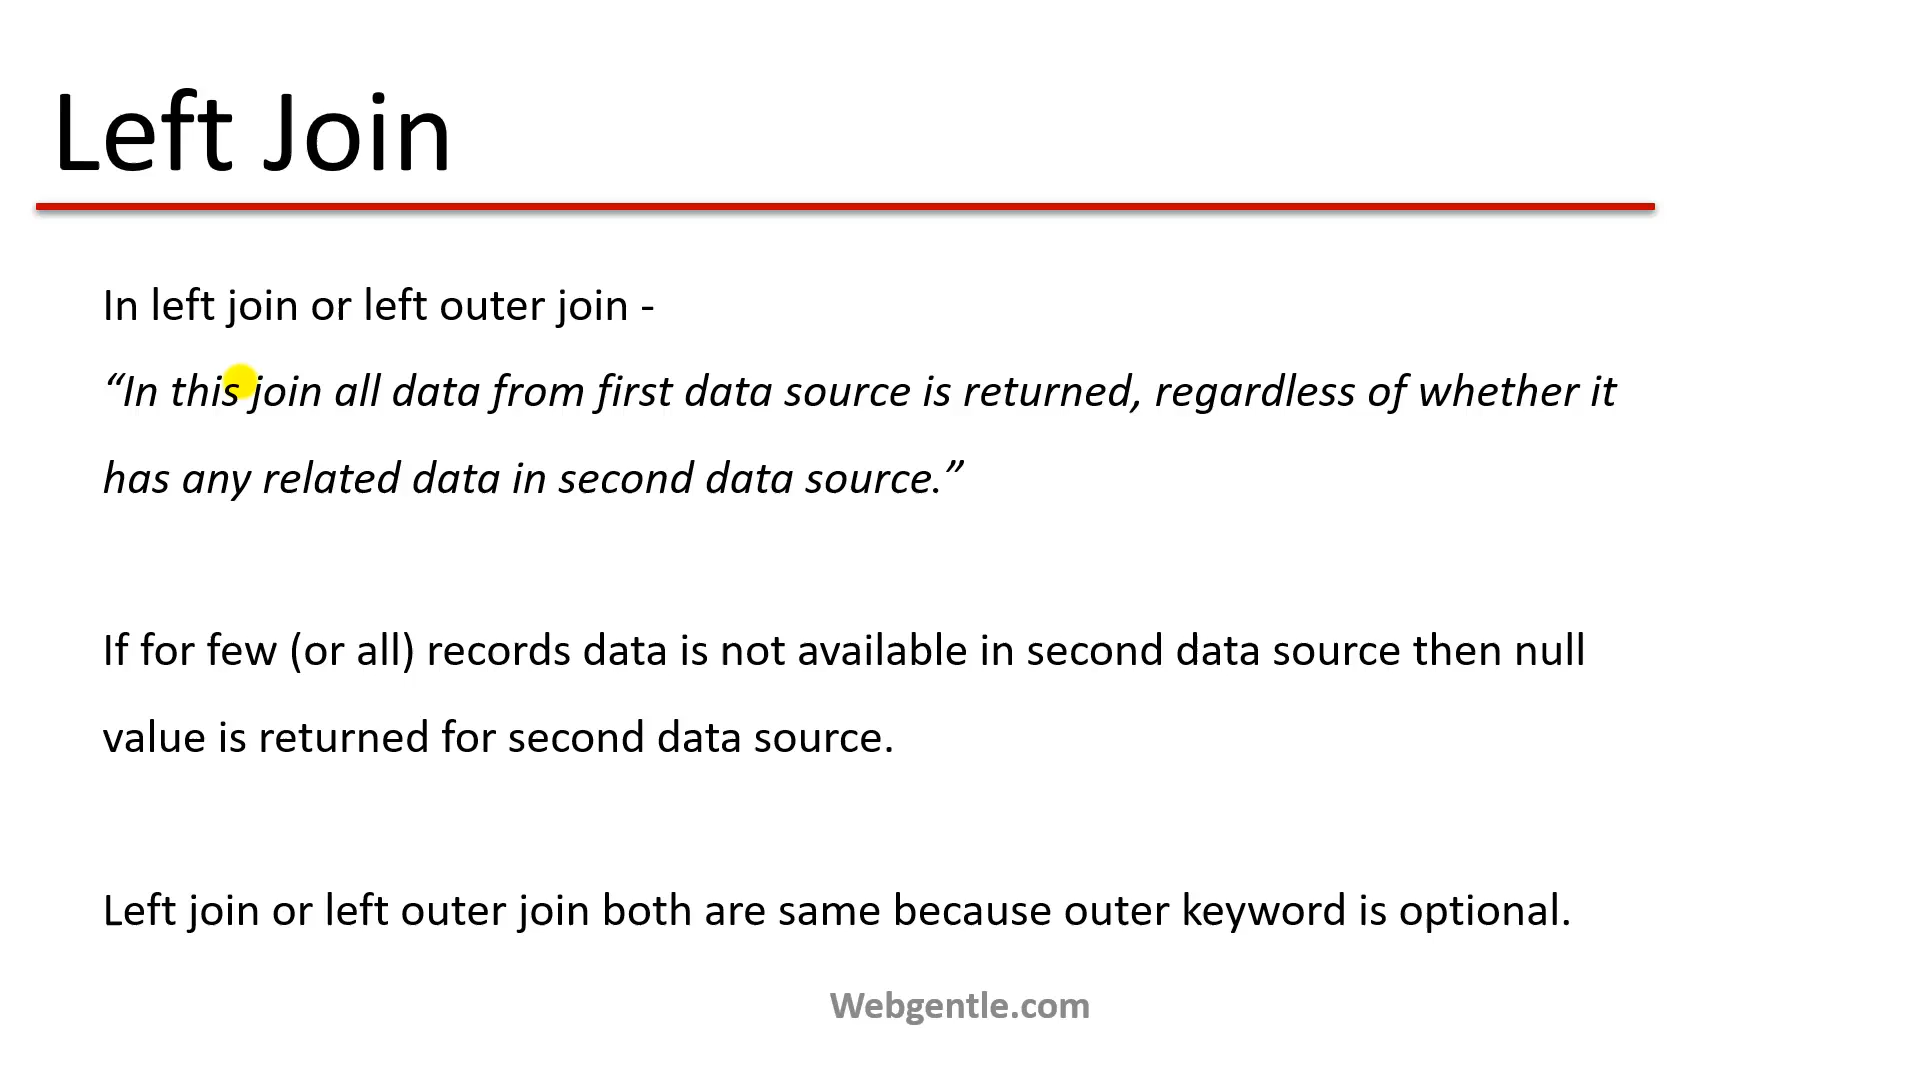 Left Join
In left join or left outer join -
“In this join all data from first data source is returned, regardless of whether it
has any related data in second data source.”
If for few (or all) records data is not available in second data source then null
value is returned for second data source.
Left join or left outer join both are same because outer keyword is optional.
Webgentle.com